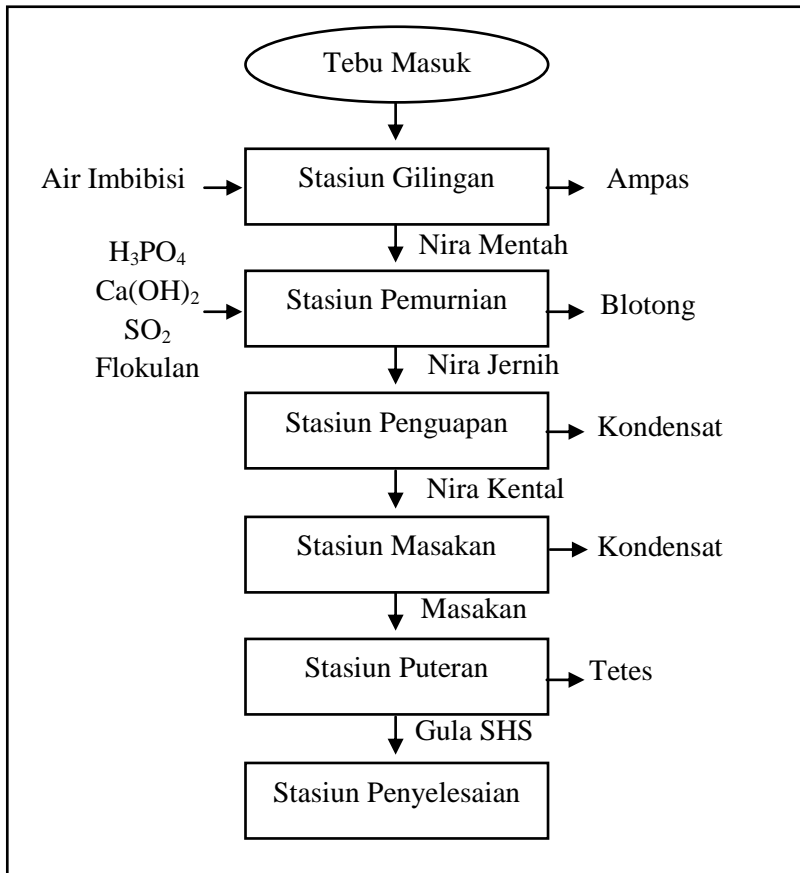 Tebu Masuk
Air Imbibisi
Stasiun Gilingan
Ampas
Nira Mentah
H₃PO₄
Ca(OH)₂
SO₂
Flokulan
Stasiun Pemurnian
Blotong
Nira Jernih
Stasiun Penguapan
Kondensat
Nira Kental
Stasiun Masakan
Kondensat
Masakan
Stasiun Puteran
Tetes
Gula SHS
Stasiun Penyelesaian